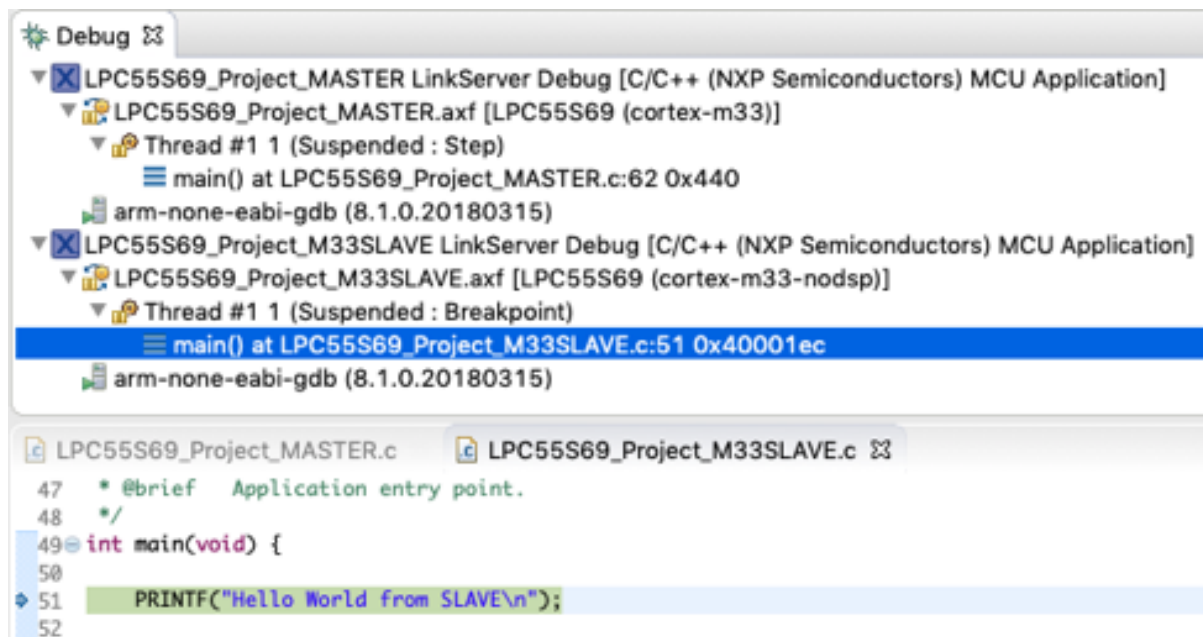 Debug
LPC55S69_Project_MASTER LinkServer Debug [C/C++ (NXP Semiconductors) MCU Application]
LPC55S69_Project_MASTER.axf [LPC55S69 (cortex-m33)]
Thread #1 1 (Suspended : Step)
main() at LPC55S69_Project_MASTER.c:62 0x440
arm-none-eabi-gdb (8.1.0.20180315)
LPC55S69_Project_M33SLAVE LinkServer Debug [C/C++ (NXP Semiconductors) MCU Application]
LPC55S69_Project_M33SLAVE.axf [LPC55S69 (cortex-m33-nodsp)]
Thread #1 1 (Suspended : Breakpoint)
main() at LPC55S69_Project_M33SLAVE.c:51 0x40001ec
arm-none-eabi-gdb (8.1.0.20180315)
LPC55S69_Project_MASTER.c LPC55S69_Project_M33SLAVE.c
47 * @brief Application entry point.
48 */
49 int main(void) {
50
51 PRINTF("Hello World from SLAVE\n");
52